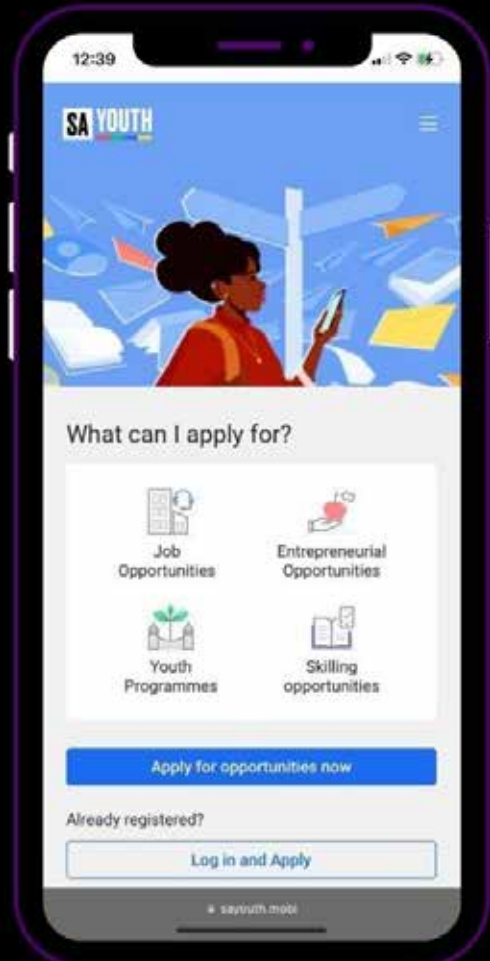 12:39
SA YOUTH
What can I apply for?
Job
Opportunities
Entrepreneurial
Opportunities
Youth
Programmes
Skilling
opportunities
Apply for opportunities now
Already registered?
Log in and Apply
sayouth.mobi